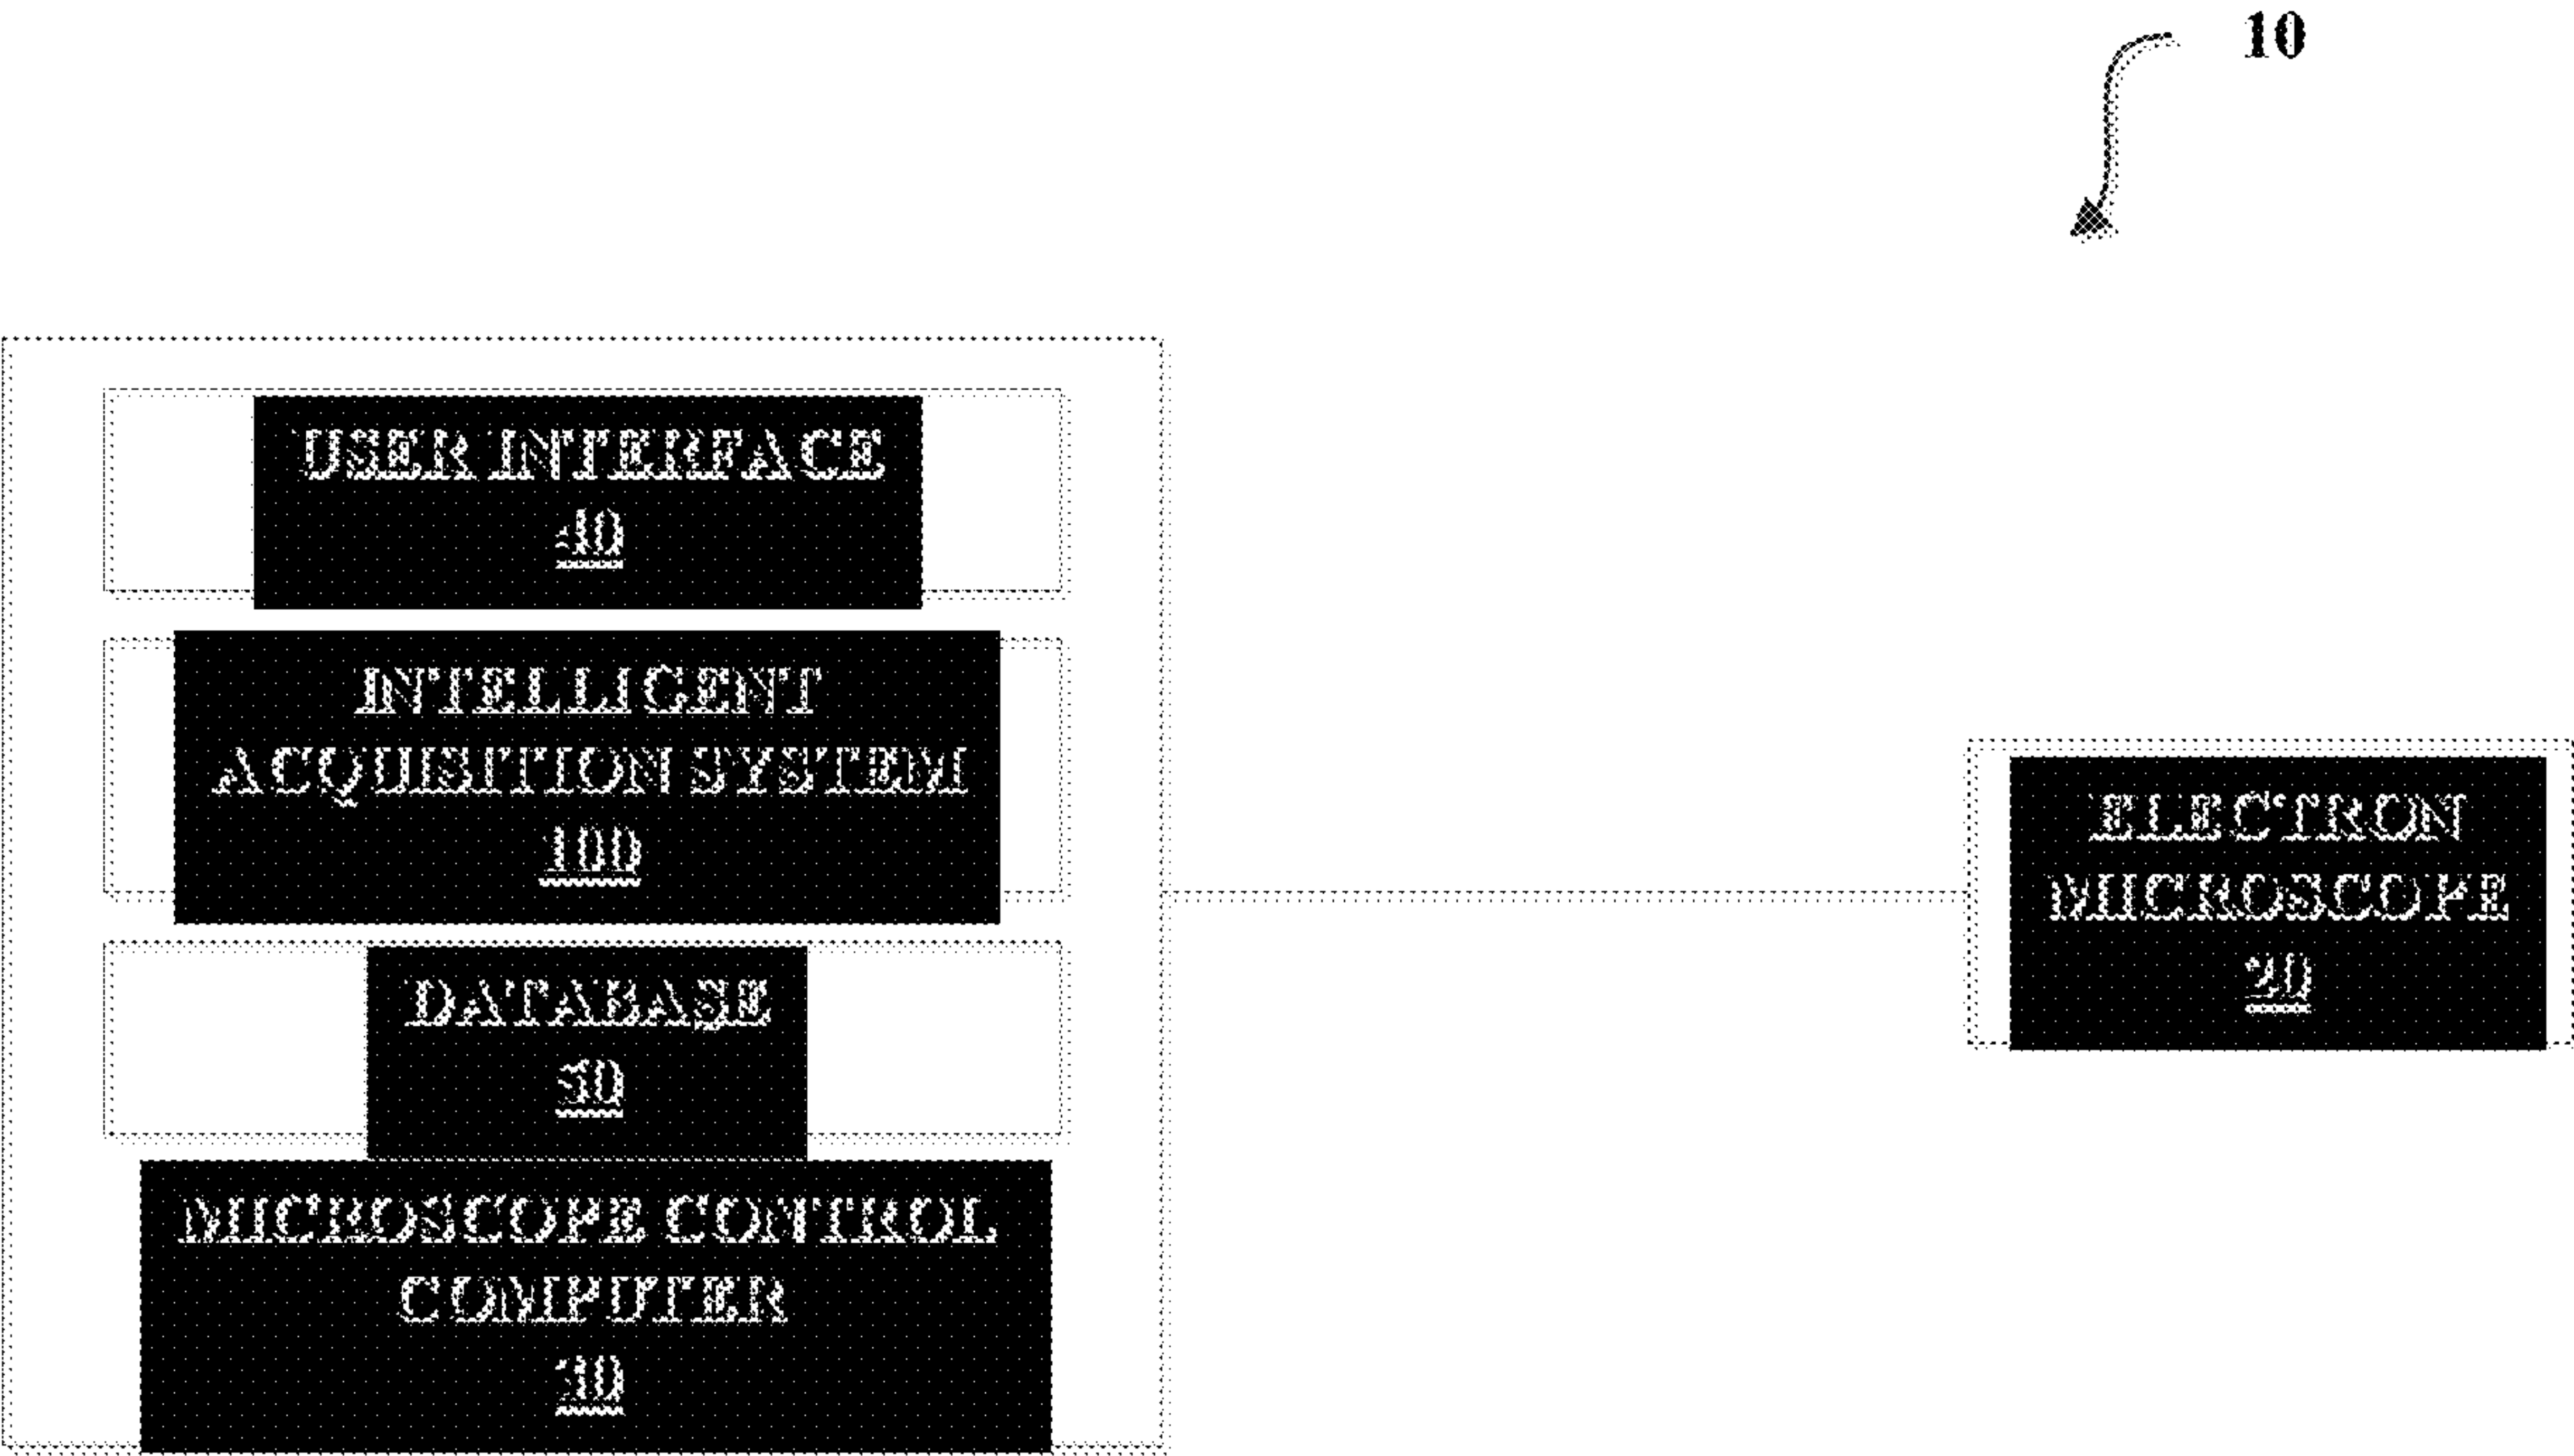 10
USER INTERFACE
40
INTELLIGENT
ACQUISITION SYSTEM
100
DATABASE
50
MICROSCOPE CONTROL
COMPUTER
30
ELECTRON
MICROSCOPE
20